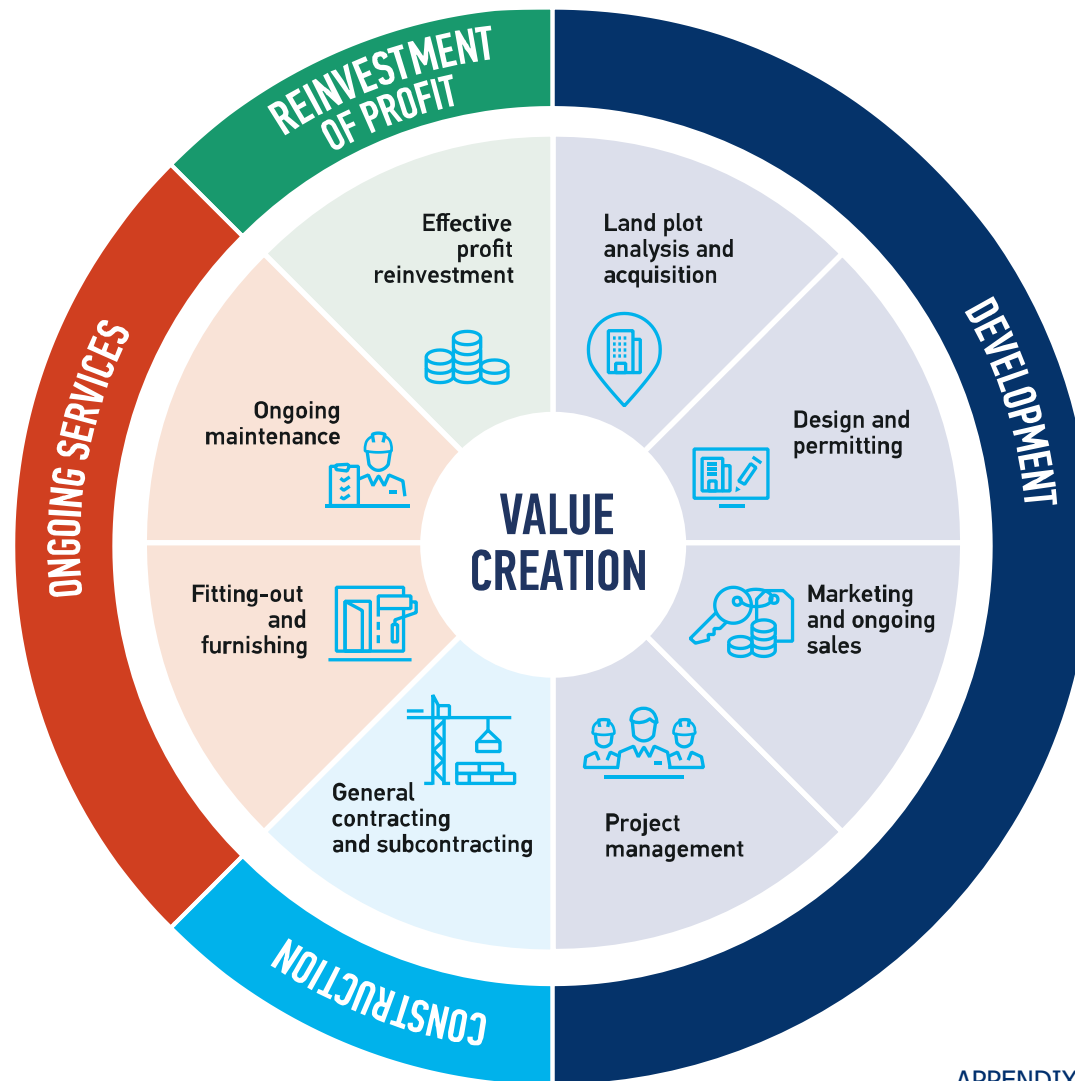 REINVESTMENT
OF PROFIT
DEVELOPMENT
ONGOING SERVICES
CONSTRUCTION
Effective
profit
reinvestment
Land plot
analysis and
acquisition
Design and
permitting
Marketing
and ongoing
sales
Project
management
General
contracting
and subcontracting
Fitting-out
and
furnishing
Ongoing
maintenance
VALUE
CREATION
APPENDIX